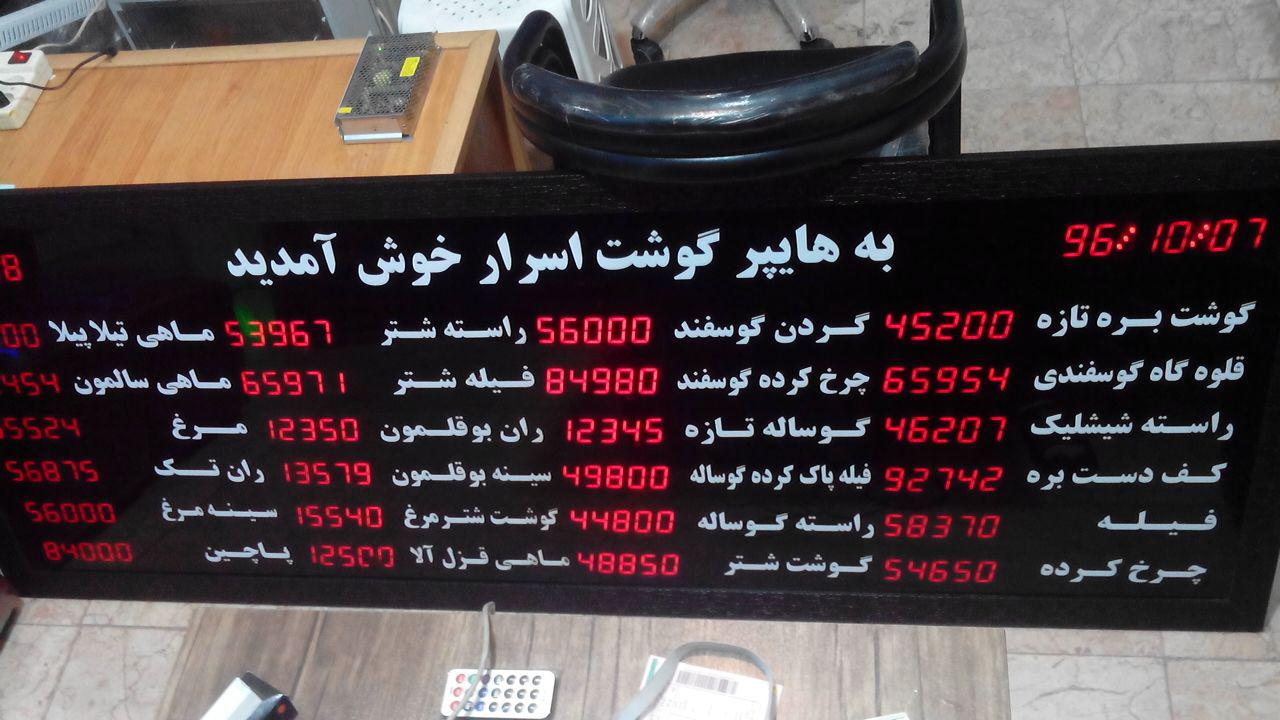 96/10/07
به هایپر گوشت اسرار خوش آمدید
گوشت بره تازه 45200 گردن گوسفند 56000 راسته شتر 53967 ماهی تیلاپیلا
قلوه گاه گوسفندی 65954 چرخ کرده گوسفند 84980 فیله شتر 65971 ماهی سالمون
راسته شیشلیک 46207 گوساله تازه 12345 ران بوقلمون 12350 مرغ
کف دست بره 92742 فیله پاک کرده گوساله 49800 سینه بوقلمون 13579 ران تک 56875
فیله 58370 راسته گوساله 44800 گوشت شترمرغ 15540 سینه مرغ 56000
چرخ کرده 54650 گوشت شتر 48850 ماهی قزل آلا 12500 پاچین 84000